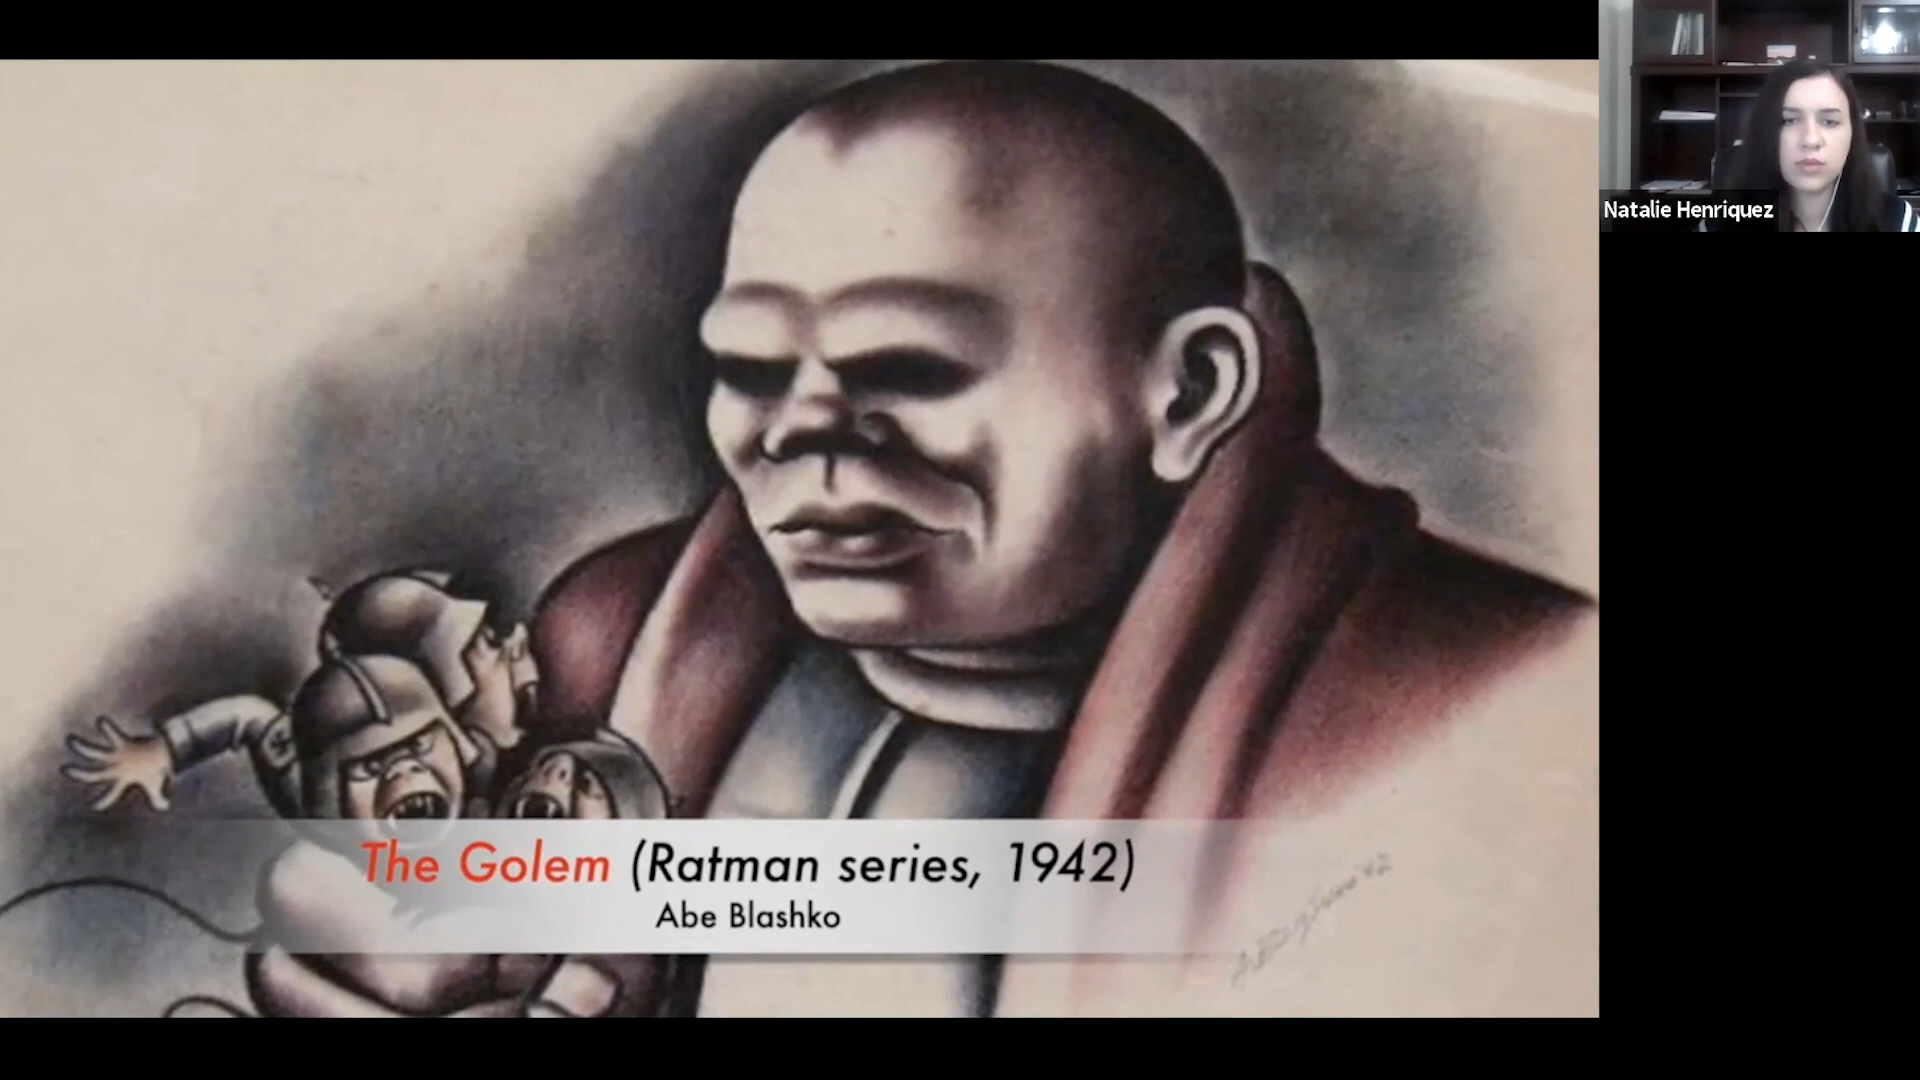 The Golem (Ratman series, 1942)
Abe Blashko
Natalie Henriquez